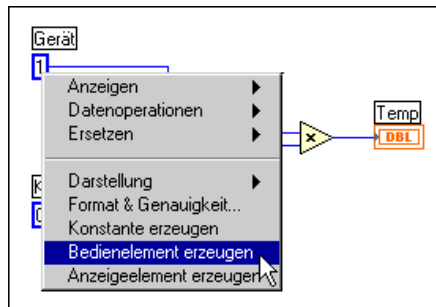 Gerät
1
Anzeigen
Datenoperationen
Ersetzen
Temp
DBL
K
Darstellung
Format & Genauigkeit...
Konstante erzeugen
Bedienelement erzeugen
Anzeigeelement erzeugen